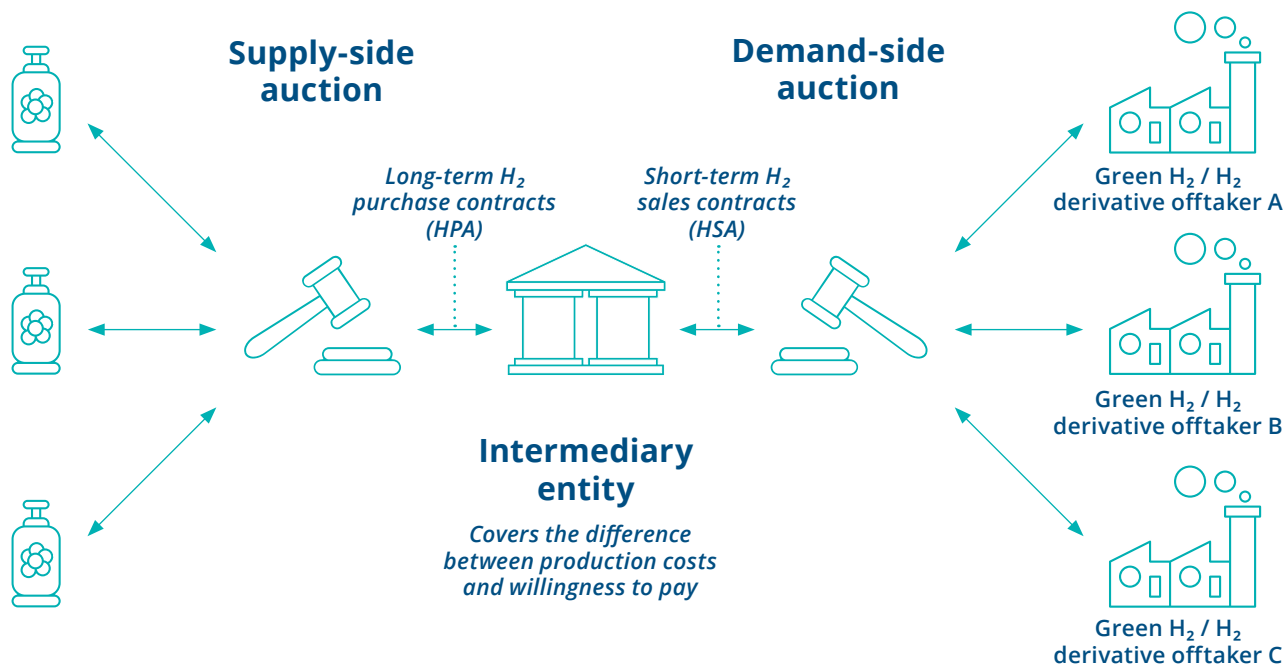 Supply-side
auction
Demand-side
auction
Long-term H₂
purchase contracts
(HPA)
Short-term H₂
sales contracts
(HSA)
Green H₂ / H₂
derivative offtaker A
Green H₂ / H₂
derivative offtaker B
Intermediary
entity
Covers the difference
between production costs
and willingness to pay
Green H₂ / H₂
derivative offtaker C